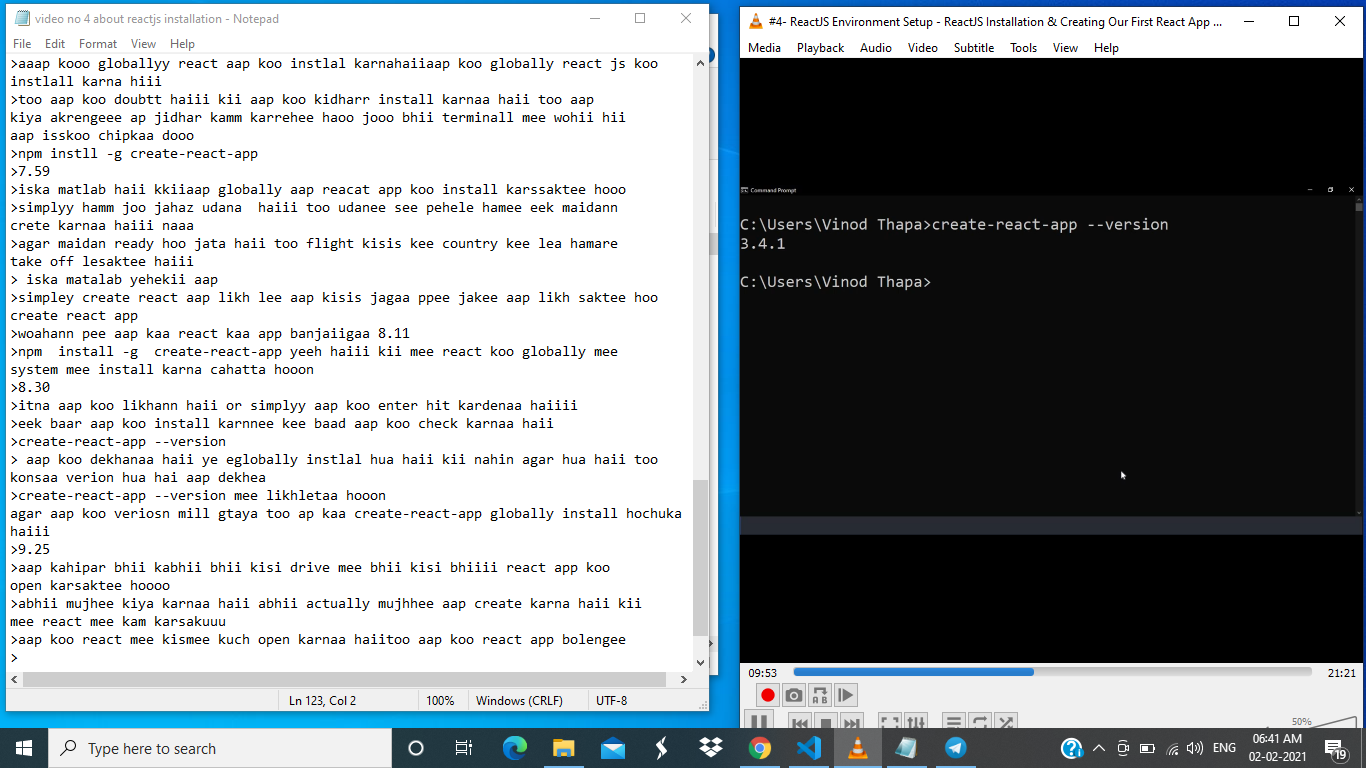 video no 4 about reactjs installation - Notepad
File Edit Format View Help
>aaap kooo globallyy react aap koo instlal karnahaiiaap koo globally react js koo
instlall karna hiii
>too aap koo doubtt haiii kii aap koo kidharr install karnaa haii too aap
kiya akrengeee ap jidhar kamm karrehee haoo jooo bhii terminall mee wohii hii
aap isskoo chipkaa dooo
>npm instll -g create-react-app
>7.59
>iska matlab haii kkiiaap globally aap reacat app koo install karssaktee hooo
>simplyy hamm joo jahaz udana  haiii too udanee see pehele hamee eek maidann
crete karnaa haiii naaa
>agar maidan ready hoo jata haii too flight kisis kee country kee lea hamare
take off lesaktee haiii
> iska matalab yehekii aap
>simpley create react aap likh lee aap kisis jagaa ppee jakee aap likh saktee hoo
create react app
>woahann pee aap kaa react kaa app banjaiigaa 8.11
>npm  install -g  create-react-app yeeh haiii kii mee react koo globally mee
system mee install karna cahatta hooon
>8.30
>itna aap koo likhann haii or simplyy aap koo enter hit kardenaa haiiii
>eek baar aap koo install karnnee kee baad aap koo check karnaa haii
>create-react-app --version
> aap koo dekhanaa haii ye eglobally instlal hua haii kii nahin agar hua haii too
konsaa verion hua hai aap dekhea
>create-react-app --version mee likhletaa hooon
agar aap koo veriosn mill gtaya too ap kaa create-react-app globally install hochuka
haiii
>9.25
>aap kahipar bhii kabhii bhii kisi drive mee bhii kisi bhiiii react app koo
open karsaktee hoooo
>abhii mujhee kiya karnaa haii abhii actually mujhhee aap create karna haii kii
mee react mee kam karsakuuu
>aap koo react mee kismee kuch open karnaa haiitoo aap koo react app bolengee
>
Ln 123, Col 2 100% Windows (CRLF) UTF-8
#4- ReactJS Environment Setup - ReactJS Installation & Creating Our First React App ...
Media Playback Audio Video Subtitle Tools View Help
Command Prompt
C:\Users\Vinod Thapa>create-react-app --version
3.4.1
C:\Users\Vinod Thapa>
09:53 21:21
A B
50%
Type here to search
ENG
06:41 AM
02-02-2021
19